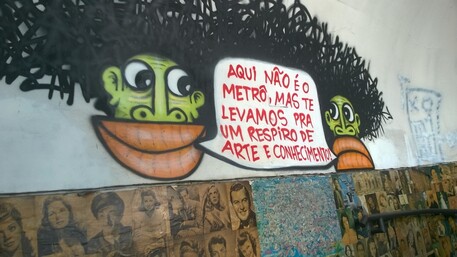 AQUI NÃO É O
METRÔ, MAS TE
LEVAMOS PRA
UM RESPIRO DE
ARTE E CONHECIMENTO!